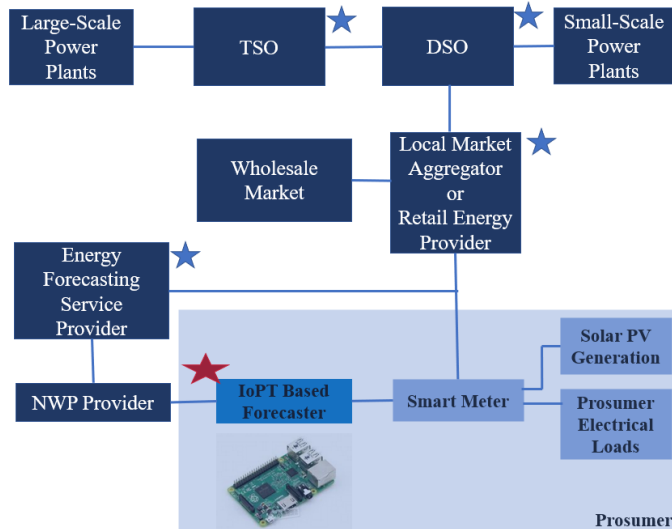 Large-Scale
Power
Plants
TSO
DSO
Small-Scale
Power
Plants
Wholesale
Market
Local Market
Aggregator
or
Retail Energy
Provider
Energy
Forecasting
Service
Provider
Solar PV
Generation
NWP Provider
IoPT Based
Forecaster
Smart Meter
Prosumer
Electrical
Loads
Prosumer